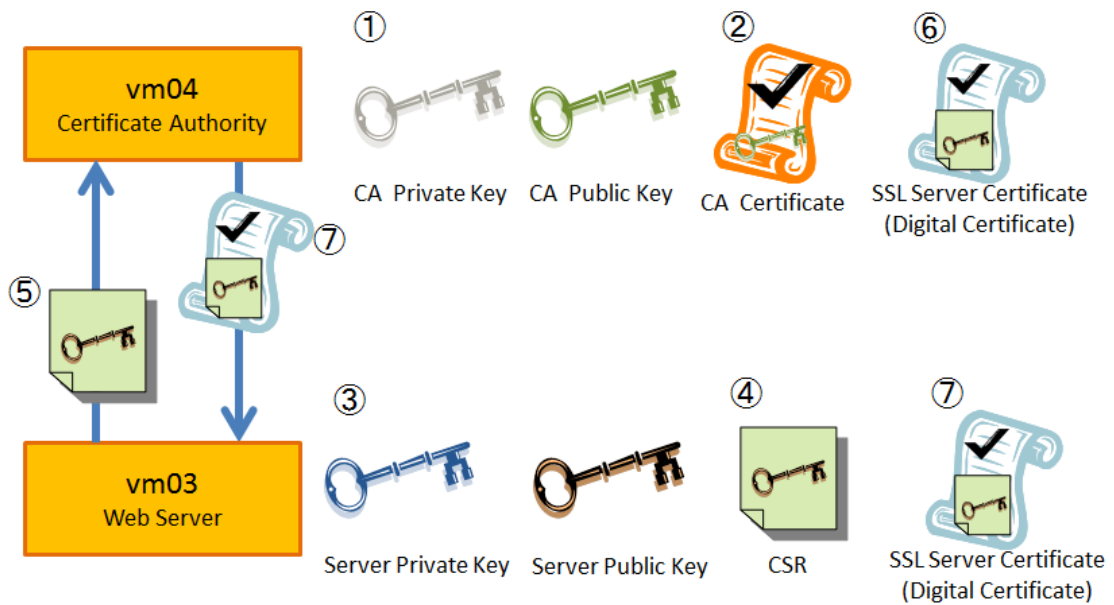 ①
②
⑥
vm04
Certificate Authority
CA Private Key
CA Public Key
CA Certificate
SSL Server Certificate
(Digital Certificate)
⑦
⑤
③
④
⑦
vm03
Web Server
Server Private Key
Server Public Key
CSR
SSL Server Certificate
(Digital Certificate)